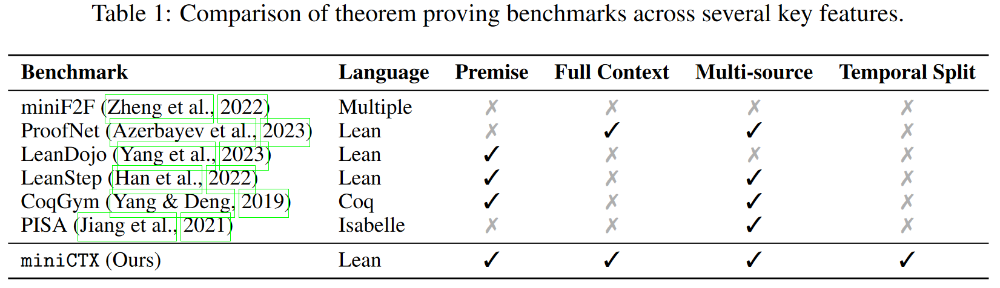 Table 1: Comparison of theorem proving benchmarks across several key features.
Benchmark Language Premise Full Context Multi-source Temporal Split
miniF2F (Zheng et al., 2022) Multiple ✗ ✗ ✗ ✗
ProofNet (Azerbayev et al., 2023) Lean ✗ ✓ ✓ ✗
LeanDojo (Yang et al., 2023) Lean ✓ ✗ ✗ ✗
LeanStep (Han et al., 2022) Lean ✓ ✗ ✓ ✗
CoqGym (Yang & Deng, 2019) Coq ✓ ✗ ✓ ✗
PISA (Jiang et al., 2021) Isabelle ✗ ✗ ✓ ✗
miniCTX (Ours) Lean ✓ ✓ ✓ ✓